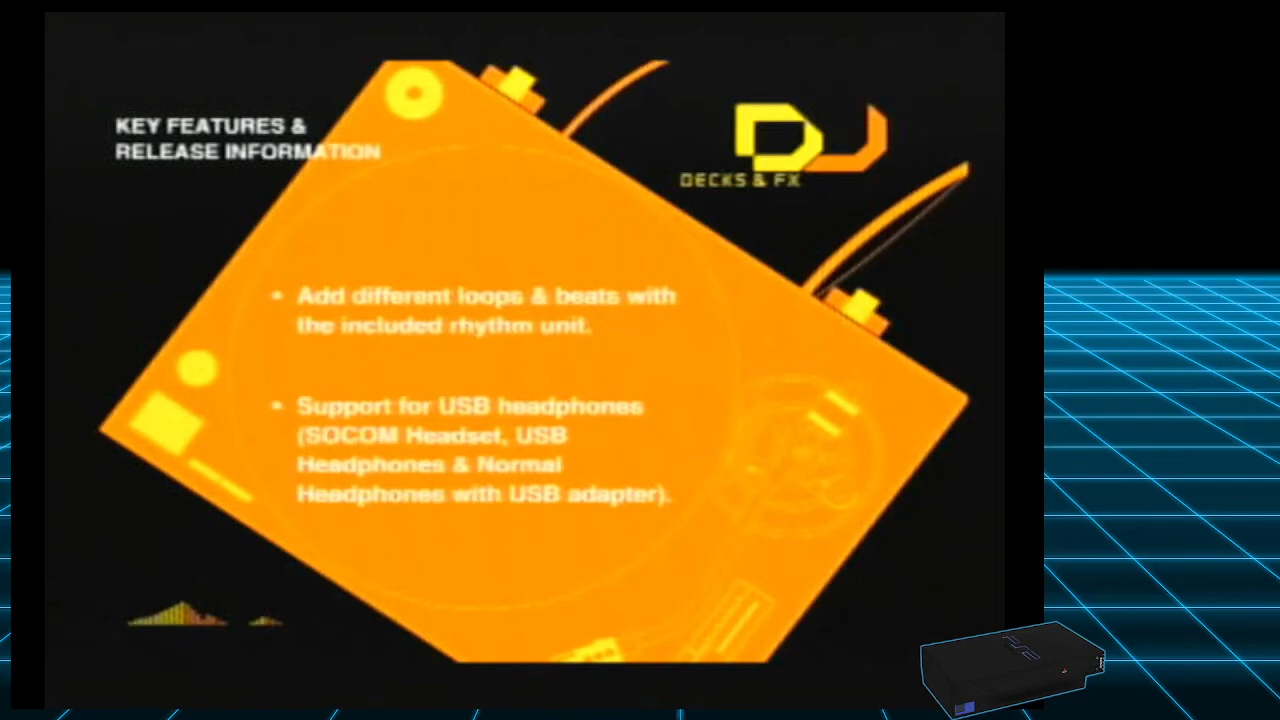 KEY FEATURES &
RELEASE INFORMATION
DJ
DECKS & FX
• Add different loops & beats with
the included rhythm unit.
• Support for USB headphones
(SOCOM Headset, USB
Headphones & Normal
Headphones with USB adapter).
PS2